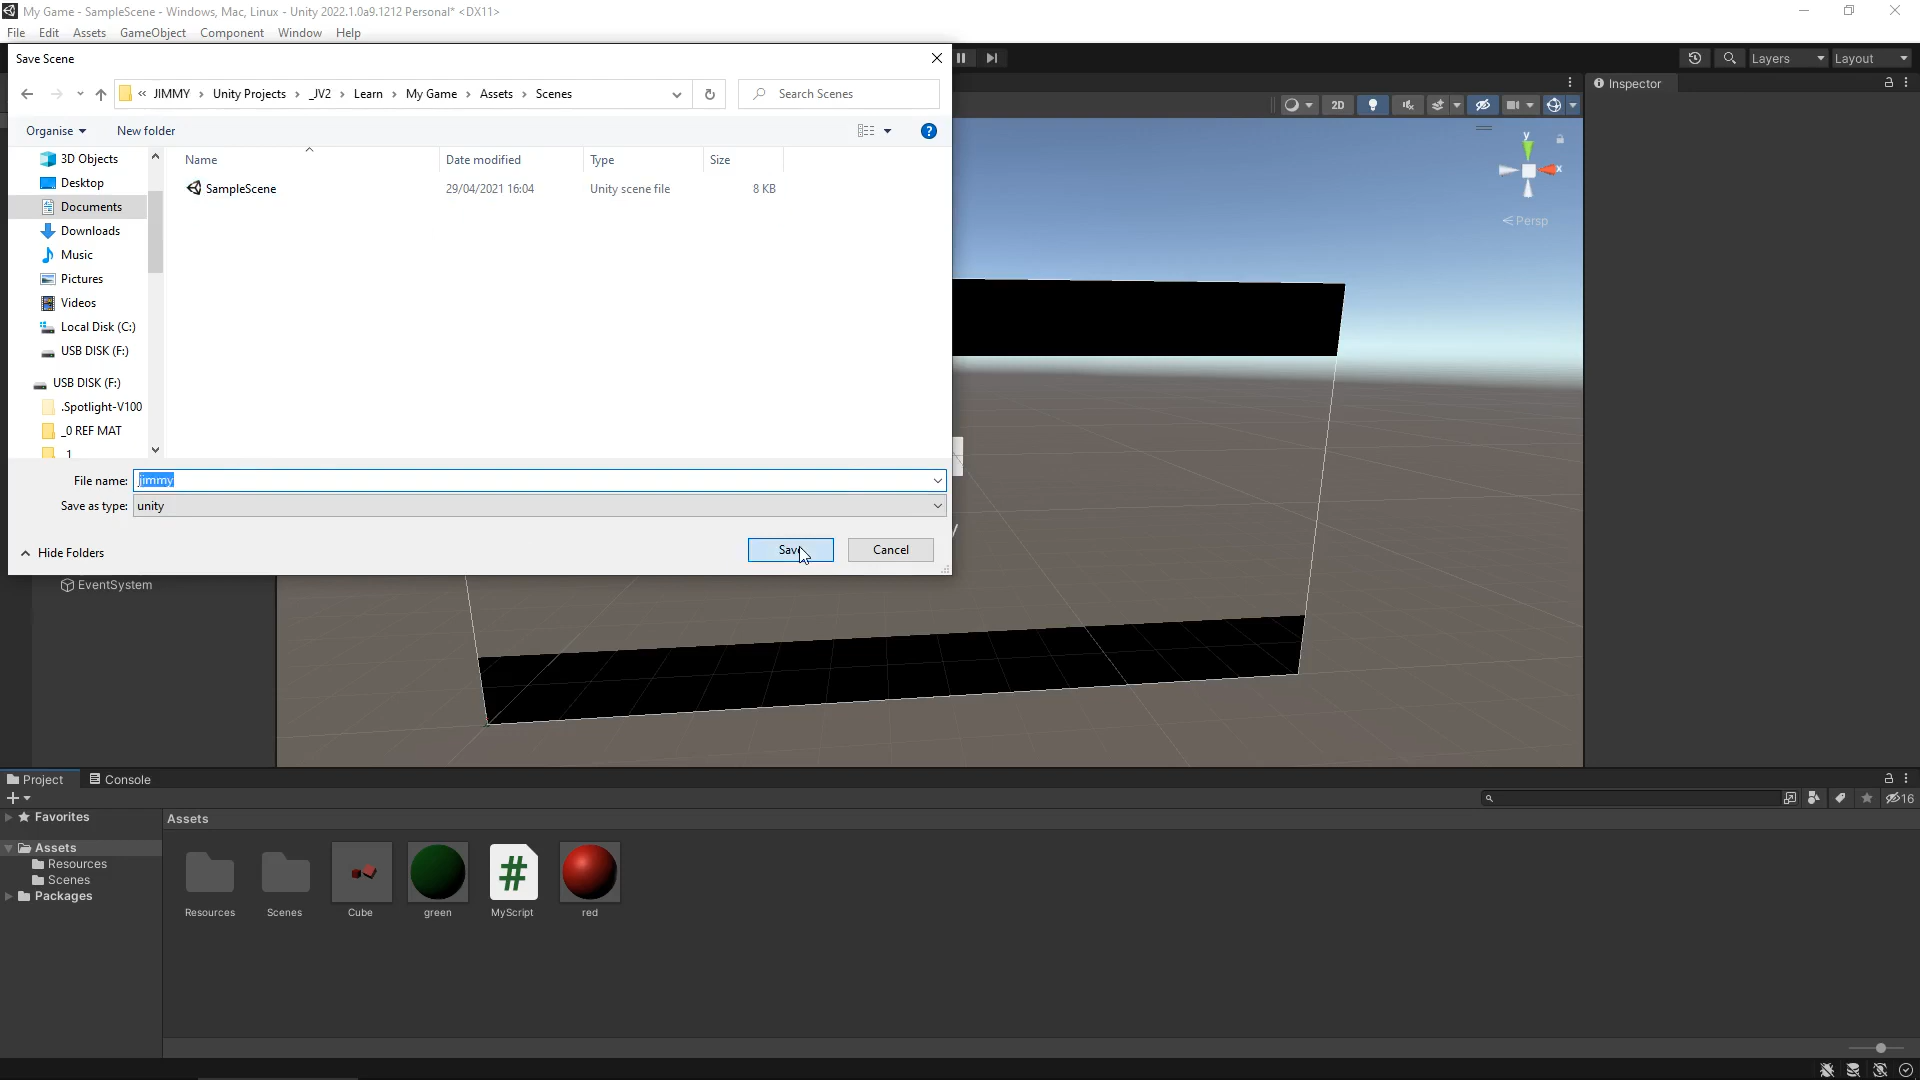 My Game - SampleScene - Windows, Mac, Linux - Unity 2022.1.0a9.1212 Personal* <DX11>
File Edit Assets GameObject Component Window Help
Save Scene
« JIMMY › Unity Projects › _JV2 › Learn › My Game › Assets › Scenes
Search Scenes
Organise New folder
Name Date modified Type Size
SampleScene 29/04/2021 16:04 Unity scene file 8 KB
3D Objects
Desktop
Documents
Downloads
Music
Pictures
Videos
Local Disk (C:)
USB DISK (F:)
USB DISK (F:)
.Spotlight-V100
_0 REF MAT
_1
File name: jimmy
Save as type: unity
Hide Folders
Save Cancel
Layers Layout
Inspector
2D
y
x
< Persp
EventSystem
Project Console
16
Favorites
Assets
Resources
Scenes
Packages
Assets
Resources Scenes Cube green MyScript red